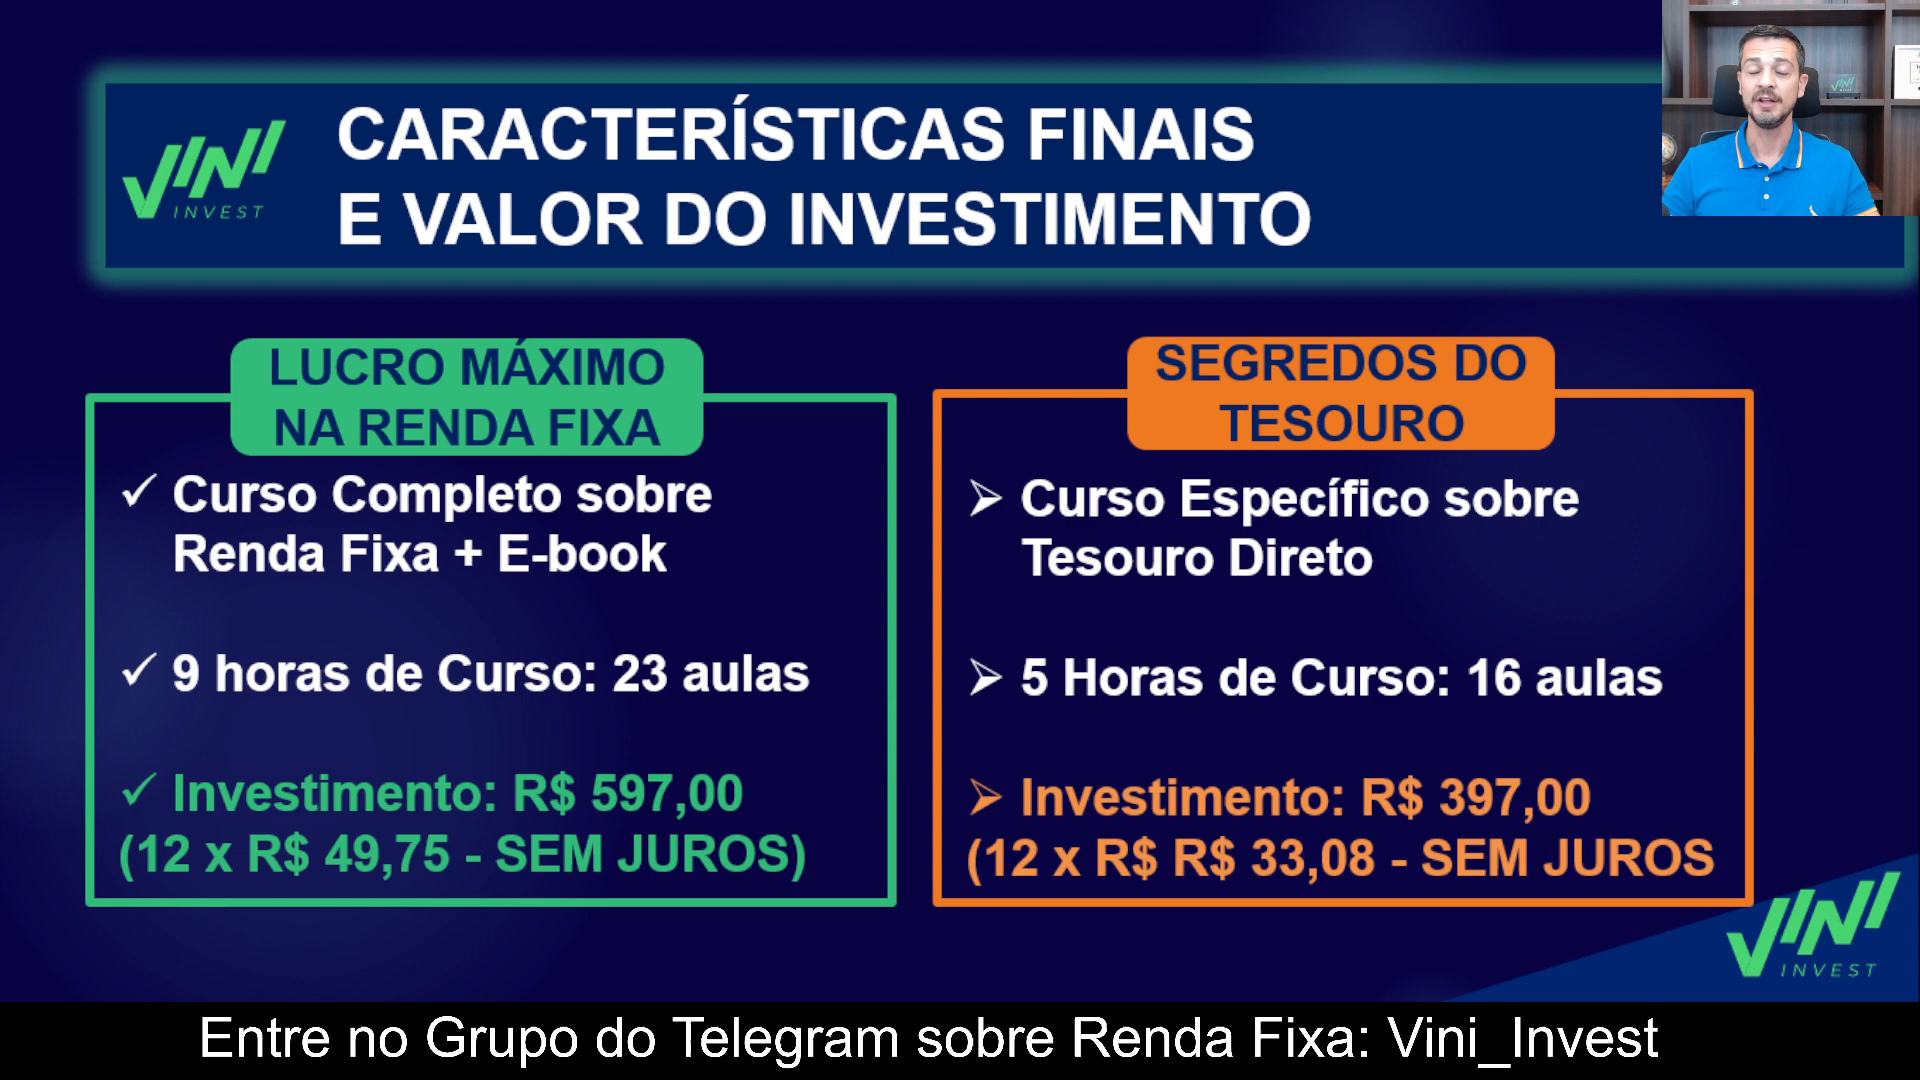 VINI
INVEST
CARACTERÍSTICAS FINAIS
E VALOR DO INVESTIMENTO
LUCRO MÁXIMO
NA RENDA FIXA
✓ Curso Completo sobre
Renda Fixa + E-book
✓ 9 horas de Curso: 23 aulas
✓ Investimento: R$ 597,00
(12 x R$ 49,75 - SEM JUROS)
SEGREDOS DO
TESOURO
➢ Curso Específico sobre
Tesouro Direto
➢ 5 Horas de Curso: 16 aulas
➢ Investimento: R$ 397,00
(12 x R$ R$ 33,08 - SEM JUROS
VINI
INVEST
Entre no Grupo do Telegram sobre Renda Fixa: Vini_Invest